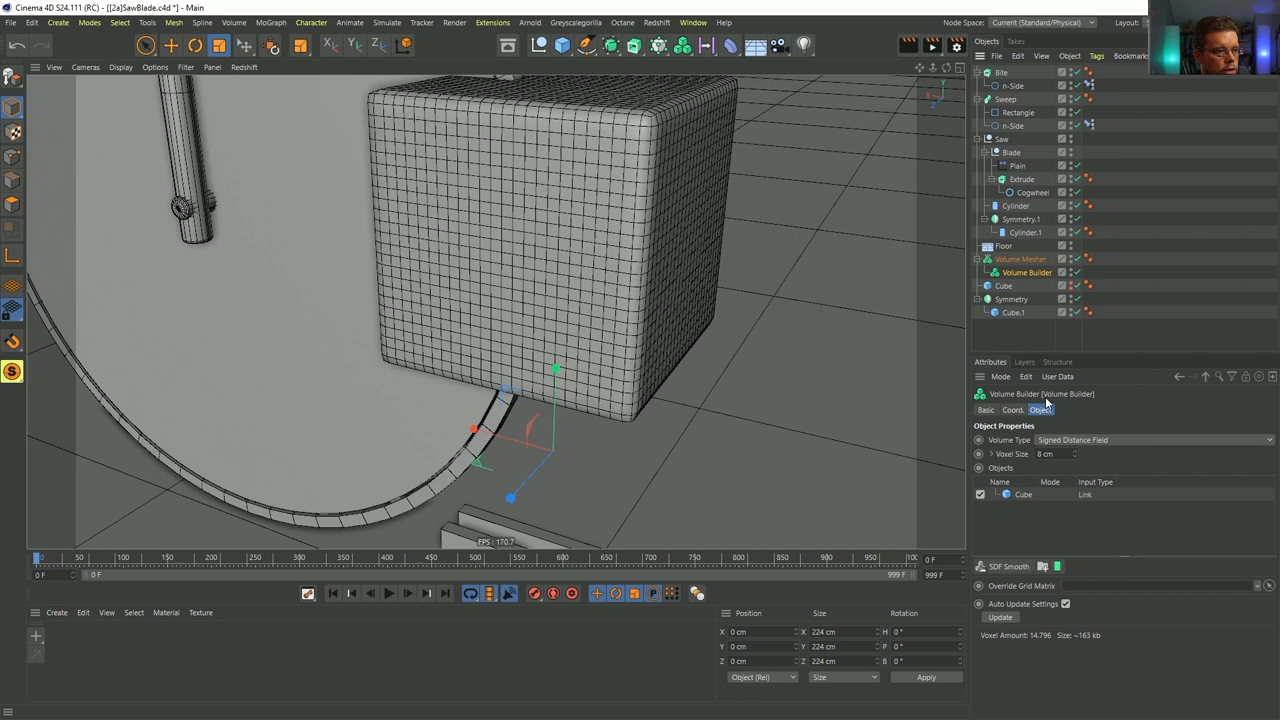 Cinema 4D S24.111 (RC) - [[2a]SawBlade.c4d *] - Main
File Edit Create Modes Select Tools Mesh Spline Volume MoGraph Character Animate Simulate Tracker Render Extensions Arnold Greyscalegorilla Octane Redshift Window Help Node Space: Current (Standard/Physical) Layout:
Objects Takes
File Edit View Object Tags Bookmarks
View Cameras Display Options Filter Panel Redshift
Bite
n-Side
Sweep
Rectangle
n-Side
Saw
Blade
Plain
Extrude
Cogwheel
Cylinder
Symmetry.1
Cylinder.1
Floor
Volume Mesher
Volume Builder
Cube
Symmetry
Cube.1
Attributes Layers Structure
Mode Edit User Data
Volume Builder [Volume Builder]
Basic Coord. Object
Object Properties
Volume Type Signed Distance Field
Voxel Size 8 cm
Objects
Name Mode Input Type
Cube Link
SDF Smooth
Override Grid Matrix
Auto Update Settings
Update
Voxel Amount: 14.796 Size: ~163 kb
FPS : 170.7
0 50 100 150 200 250 300 350 400 450 500 550 600 650 700 750 800 850 900 0 F
0 F 0 F 999 F 999 F
Create Edit View Select Material Texture
Position Size Rotation
X 0 cm X 224 cm H 0 °
Y 0 cm Y 224 cm P 0 °
Z 0 cm Z 224 cm B 0 °
Object (Rel) Size Apply